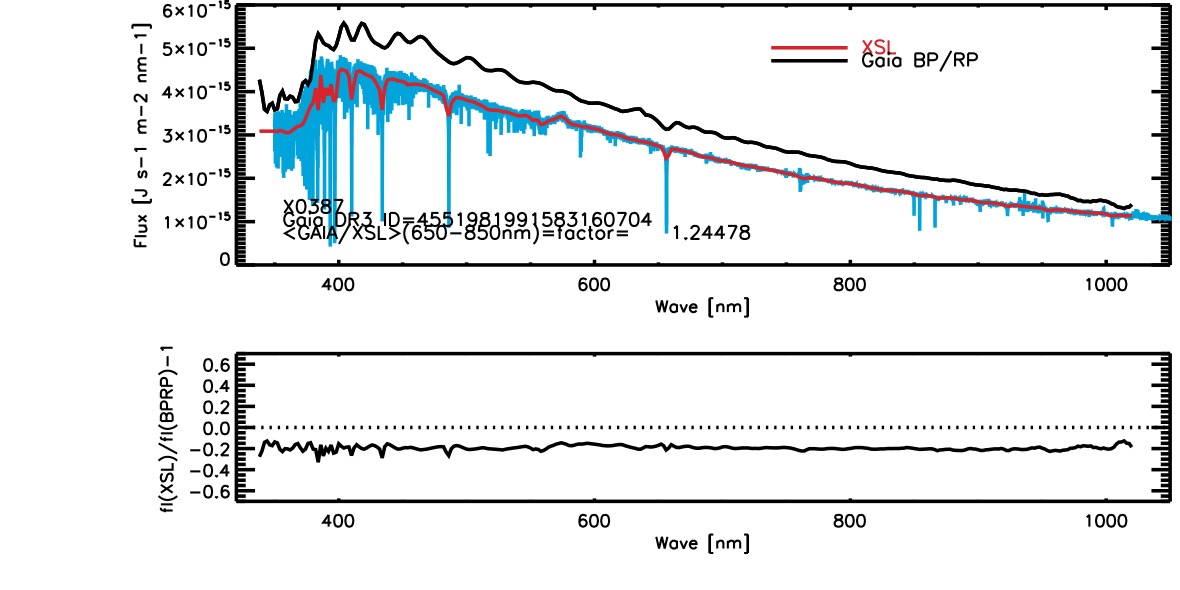 6×10⁻¹⁵
5×10⁻¹⁵
4×10⁻¹⁵
3×10⁻¹⁵
2×10⁻¹⁵
1×10⁻¹⁵
0
Flux [J s−1 m−2 nm−1]
XSL
Gaia BP/RP
X0387
Gaia DR3 ID=4551981991583160704
<GAIA/XSL>(650−850nm)=factor= 1.24478
400 600 800 1000
Wave [nm]
0.6
0.4
0.2
0.0
−0.2
−0.4
−0.6
fl(XSL)/fl(BPRP)−1
400 600 800 1000
Wave [nm]